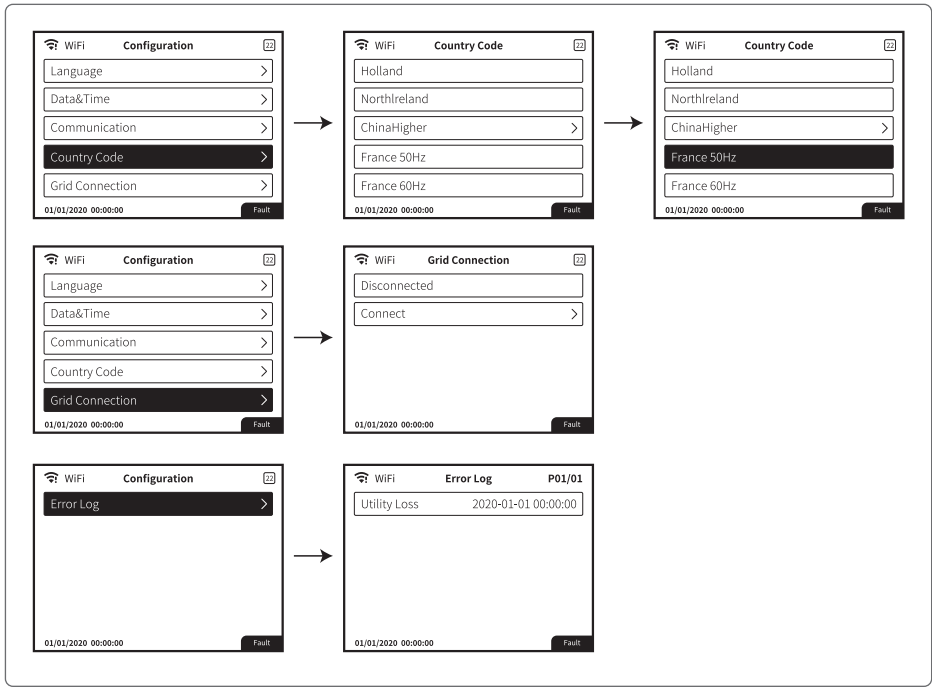 WiFi Configuration 22
Language
Data&Time
Communication
Country Code
Grid Connection
01/01/2020 00:00:00 Fault
WiFi Country Code 22
Holland
NorthIreland
ChinaHigher
France 50Hz
France 60Hz
01/01/2020 00:00:00 Fault
WiFi Country Code 22
Holland
NorthIreland
ChinaHigher
France 50Hz
France 60Hz
01/01/2020 00:00:00 Fault
WiFi Configuration 22
Language
Data&Time
Communication
Country Code
Grid Connection
01/01/2020 00:00:00 Fault
WiFi Grid Connection 22
Disconnected
Connect
01/01/2020 00:00:00 Fault
WiFi Configuration 22
Error Log
01/01/2020 00:00:00 Fault
WiFi Error Log P01/01
Utility Loss 2020-01-01 00:00:00
01/01/2020 00:00:00 Fault